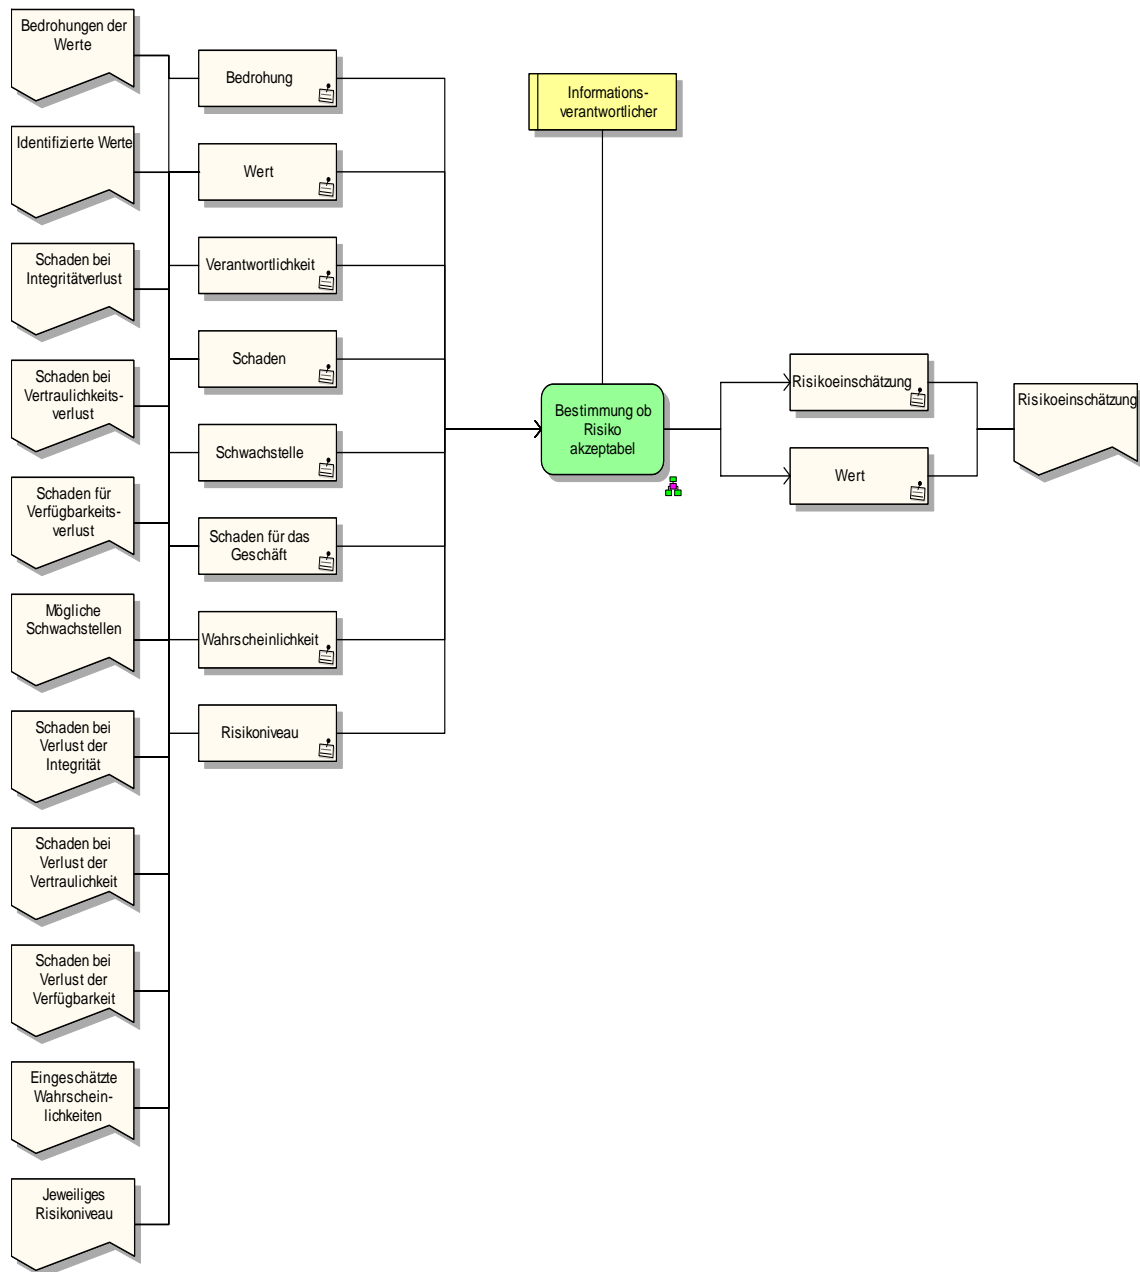 Bedrohungen der
Werte
Identifizierte Werte
Schaden bei
Integritätverlust
Schaden bei
Vertraulichkeits-
verlust
Schaden für
Verfügbarkeits-
verlust
Mögliche
Schwachstellen
Schaden bei
Verlust der
Integrität
Schaden bei
Verlust der
Vertraulichkeit
Schaden bei
Verlust der
Verfügbarkeit
Eingeschätzte
Wahrschein-
lichkeiten
Jeweiliges
Risikoniveau
Bedrohung
Wert
Verantwortlichkeit
Schaden
Schwachstelle
Schaden für das
Geschäft
Wahrscheinlichkeit
Risikoniveau
Informations-
verantwortlicher
Bestimmung ob
Risiko
akzeptabel
Risikoeinschätzung
Wert
Risikoeinschätzung